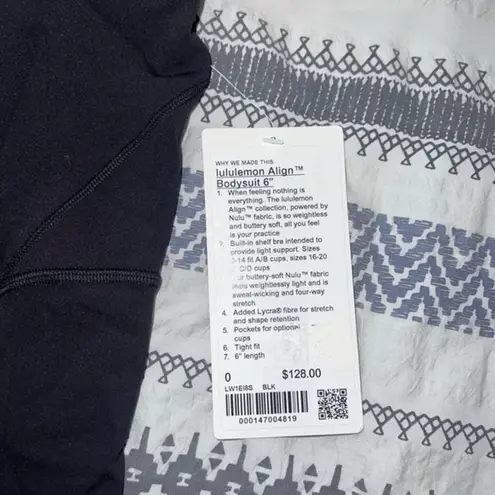 WHY WE MADE THIS
lululemon Align™
Bodysuit 6"
1. When feeling nothing is
everything. The lululemon
Align™ collection, powered by
Nulu™ fabric, is so weightless
and buttery soft, all you feel
is your practice
2. Built-in shelf bra intended to
provide light support. Sizes
-14 fit A/B cups, sizes 16-20
C/D cups
buttery-soft Nulu™ fabric
weightlessly light and is
sweat-wicking and four-way
stretch
4. Added Lycra® fibre for stretch
and shape retention
5. Pockets for optional
cups
6. Tight fit
7. 6" length
0 $128.00
LW1EI8S BLK
000147004819